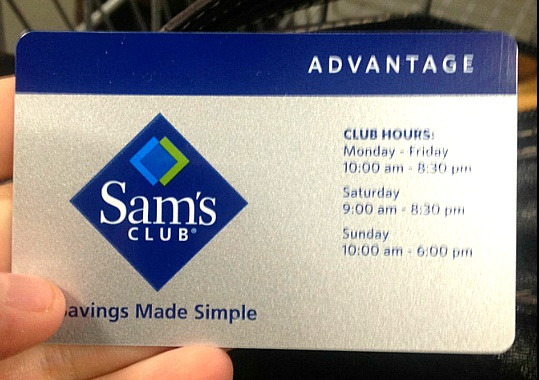 ADVANTAGE
Sam's
CLUB®
Savings Made Simple
CLUB HOURS:
Monday - Friday
10:00 am - 8:30 pm
Saturday
9:00 am - 8:30 pm
Sunday
10:00 am - 6:00 pm